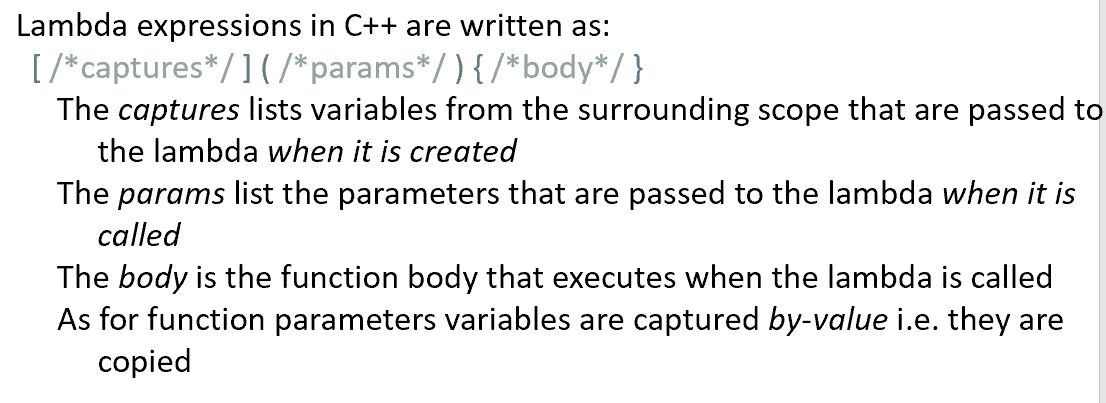 Lambda expressions in C++ are written as:
[/*captures*/](/*params*/){/*body*/}
The captures lists variables from the surrounding scope that are passed to
the lambda when it is created
The params list the parameters that are passed to the lambda when it is
called
The body is the function body that executes when the lambda is called
As for function parameters variables are captured by-value i.e. they are
copied